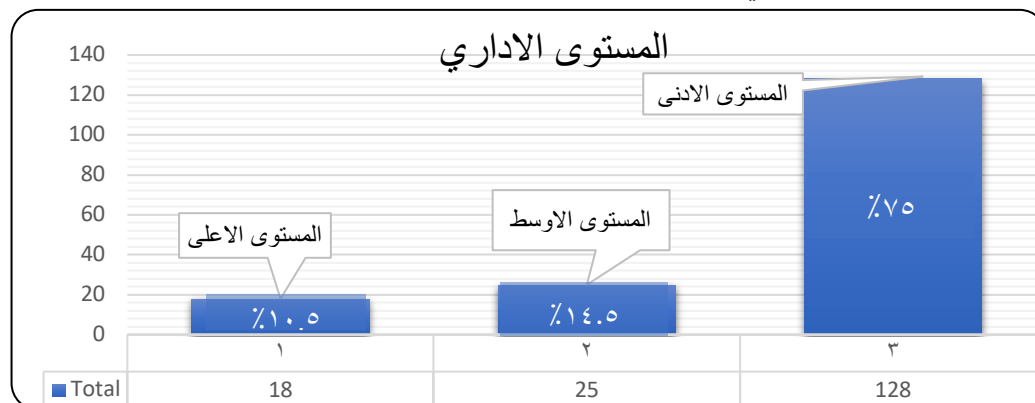 المستوى الاداري
140
120
100
80
60
40
20
0
المستوى الاعلى
المستوى الاوسط
المستوى الادنى
٪١٠.٥
٪١٤.٥
٪٧٥
١ ٢ ٣
Total 18 25 128